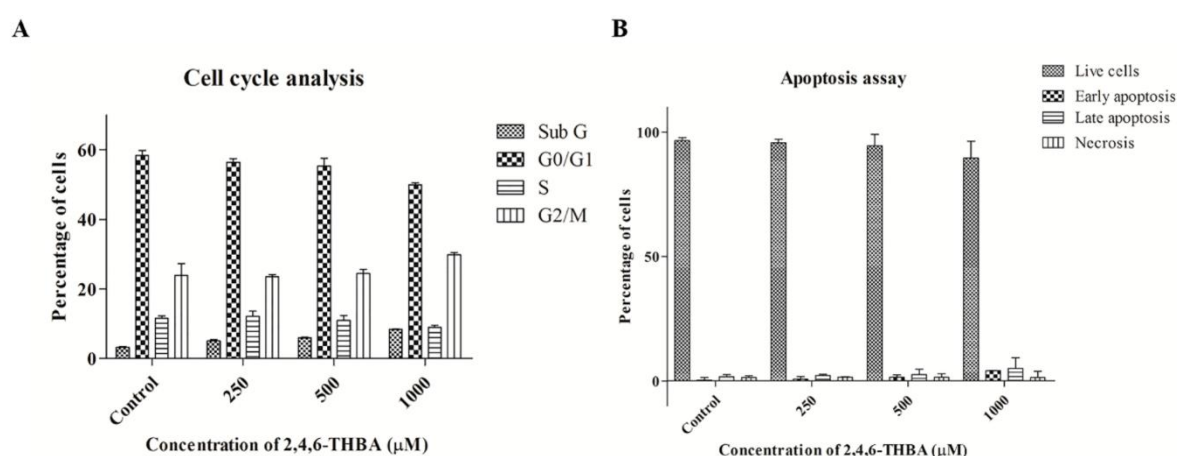 A
Cell cycle analysis
Percentage of cells
60
40
20
0
Control
250
500
1000
Concentration of 2,4,6-THBA (μM)
Sub G
G0/G1
S
G2/M
B
Apoptosis assay
Percentage of cells
100
50
0
Control
250
500
1000
Concentration of 2,4,6-THBA (μM)
Live cells
Early apoptosis
Late apoptosis
Necrosis